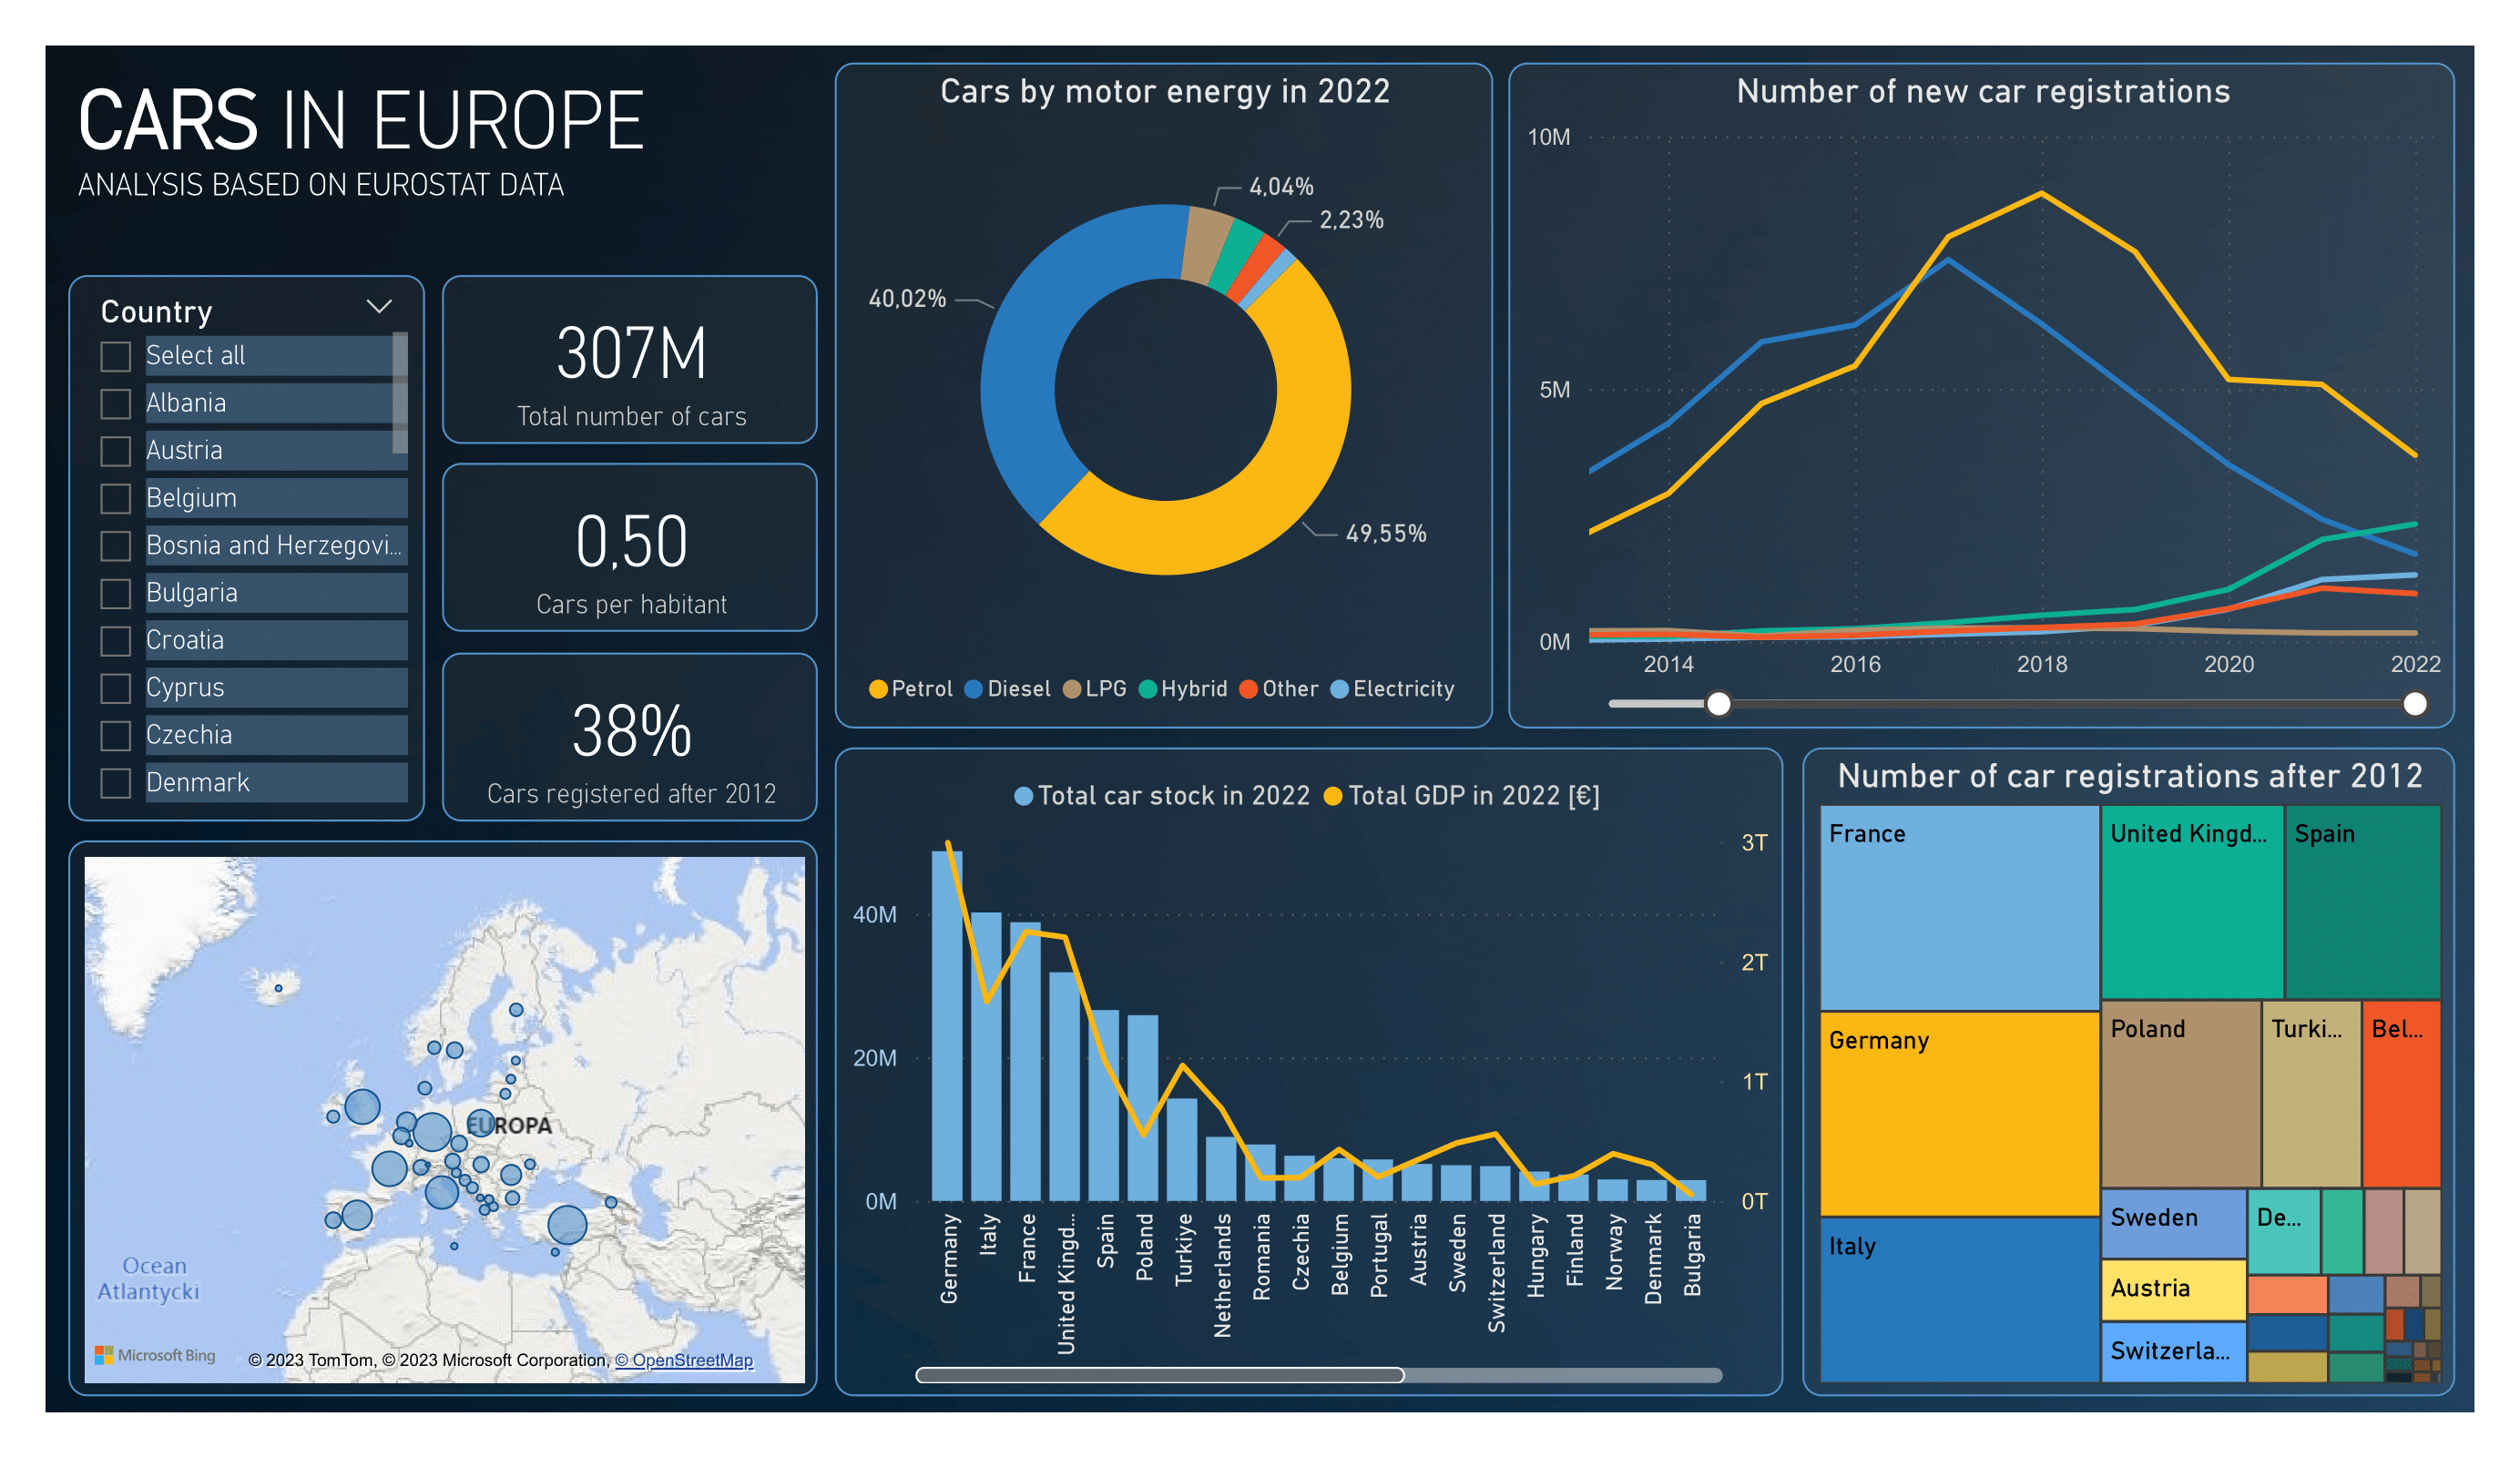 CARS IN EUROPE
ANALYSIS BASED ON EUROSTAT DATA
Country
Select all
Albania
Austria
Belgium
Bosnia and Herzegovi...
Bulgaria
Croatia
Cyprus
Czechia
Denmark
307M
Total number of cars
0,50
Cars per habitant
38%
Cars registered after 2012
EUROPA
Ocean
Atlantycki
Microsoft Bing
© 2023 TomTom, © 2023 Microsoft Corporation, © OpenStreetMap
Cars by motor energy in 2022
4,04%
2,23%
40,02%
49,55%
Petrol Diesel LPG Hybrid Other Electricity
Number of new car registrations
10M
5M
0M
2014 2016 2018 2020 2022
Total car stock in 2022 Total GDP in 2022 [€]
40M
20M
0M
3T
2T
1T
0T
Germany
Italy
France
United Kingd...
Spain
Poland
Turkiye
Netherlands
Romania
Czechia
Belgium
Portugal
Austria
Sweden
Switzerland
Hungary
Finland
Norway
Denmark
Bulgaria
Number of car registrations after 2012
France
Germany
Italy
United Kingd...
Spain
Poland
Turki...
Bel...
Sweden
De...
Austria
Switzerla...